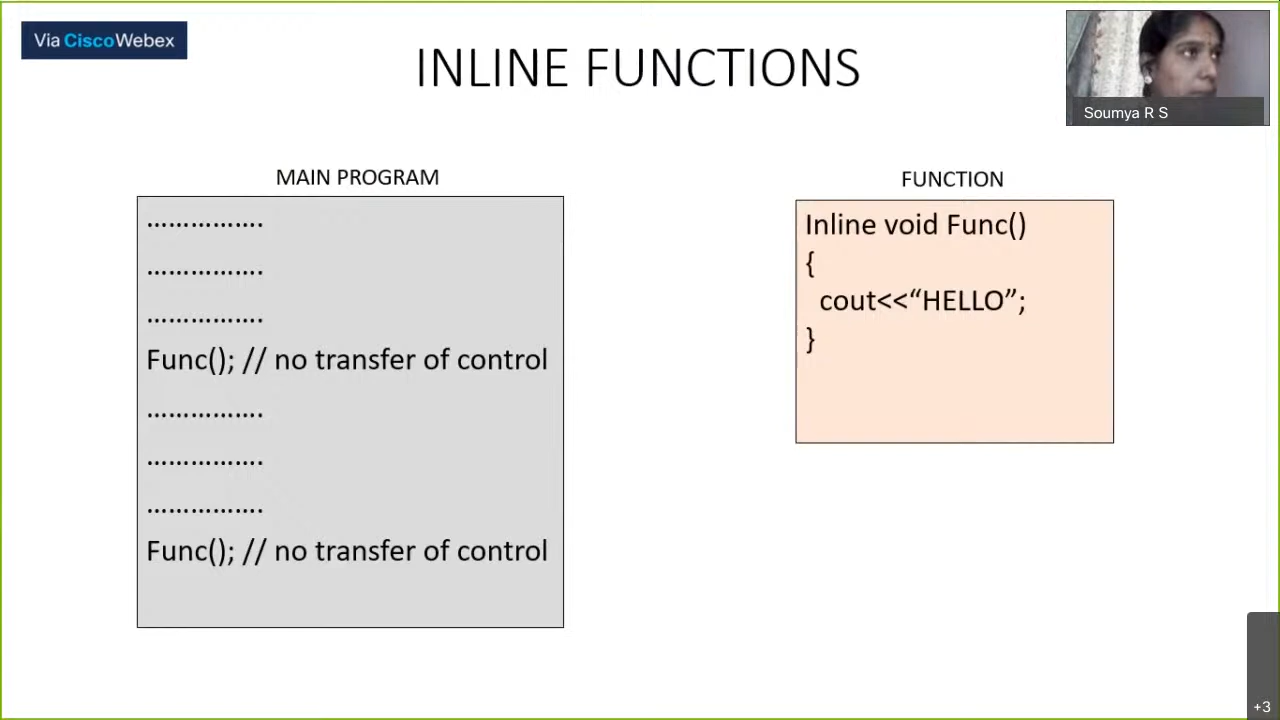 Via CiscoWebex
INLINE FUNCTIONS
Soumya R S
MAIN PROGRAM
…………….
…………….
…………….
Func(); // no transfer of control
…………….
…………….
…………….
Func(); // no transfer of control
FUNCTION
Inline void Func()
{
cout<<“HELLO”;
}
+3